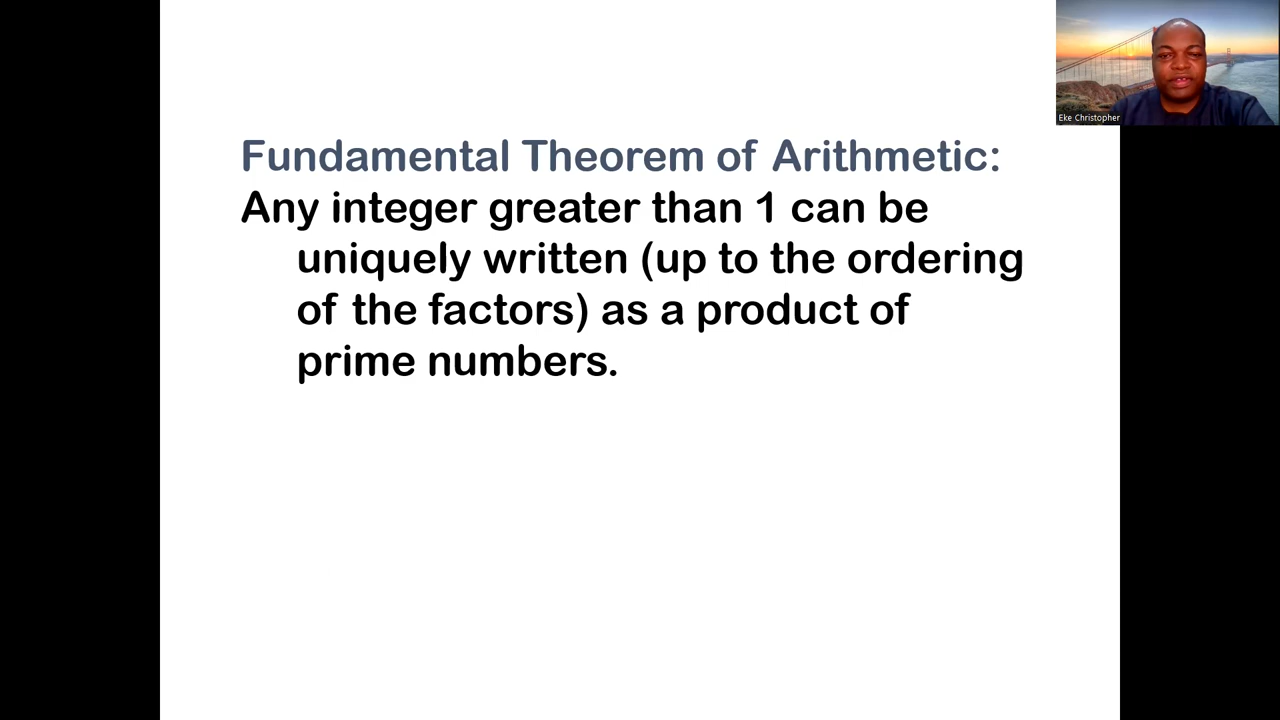 Fundamental Theorem of Arithmetic:
Any integer greater than 1 can be
uniquely written (up to the ordering
of the factors) as a product of
prime numbers.
Eke Christopher